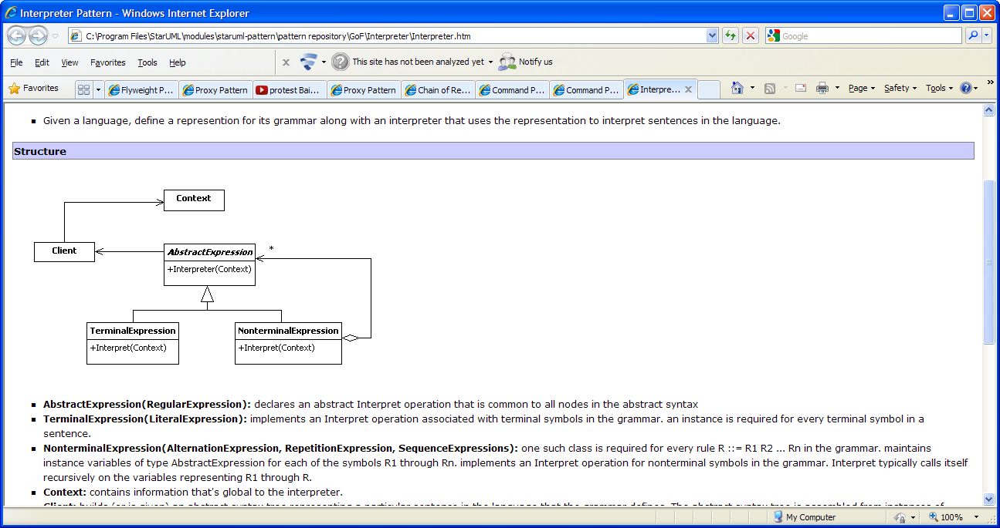 Interpreter Pattern - Windows Internet Explorer
C:\Program Files\StarUML\modules\staruml-pattern\pattern repository\GoF\Interpreter\Interpreter.htm
Google
File Edit View Favorites Tools Help
x
This site has not been analyzed yet
Notify us
Favorites
Flyweight P...
Proxy Pattern
protest Bai...
Proxy Pattern
Chain of Re...
Command P...
Command P...
Interpre...
Page Safety Tools
Given a language, define a represention for its grammar along with an interpreter that uses the representation to interpret sentences in the language.
Structure
Context
Client
AbstractExpression
*
+Interpreter(Context)
TerminalExpression
+Interpret(Context)
NonterminalExpression
+Interpret(Context)
AbstractExpression(RegularExpression): declares an abstract Interpret operation that is common to all nodes in the abstract syntax
TerminalExpression(LiteralExpression): implements an Interpret operation associated with terminal symbols in the grammar. an instance is required for every terminal symbol in a
sentence.
NonterminalExpression(AlternationExpression, RepetitionExpression, SequenceExpressions): one such class is required for every rule R ::= R1 R2 ... Rn in the grammar. maintains
instance variables of type AbstractExpression for each of the symbols R1 through Rn. implements an Interpret operation for nonterminal symbols in the grammar. Interpret typically calls itself
recursively on the variables representing R1 through R.
Context: contains information that's global to the interpreter.
Client: builds (or is given) an abstract syntax tree representing a particular sentence in the language that the grammar defines. The abstract syntax tree is assembled from instances of
My Computer
100%